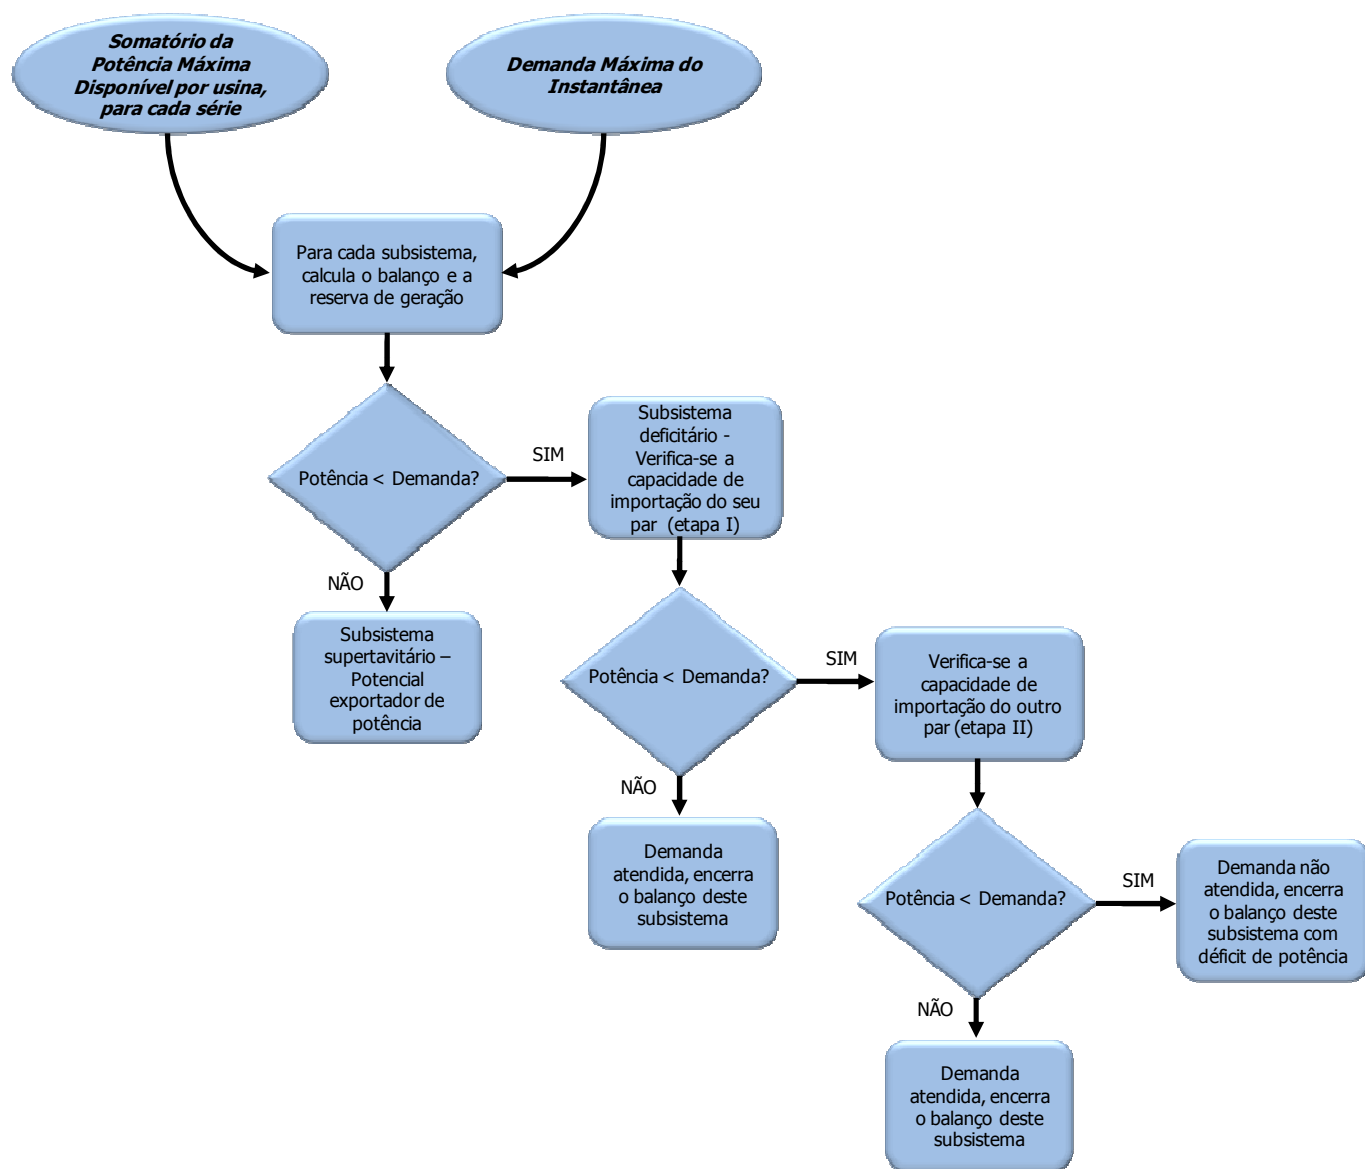 Somatório da
Potência Máxima
Disponível por usina,
para cada série
Demanda Máxima do
Instantânea
Para cada subsistema,
calcula o balanço e a
reserva de geração
Potência < Demanda?
SIM
NÃO
Subsistema
deficitário -
Verifica-se a
capacidade de
importação do seu
par (etapa I)
Subsistema
supertavitário –
Potencial
exportador de
potência
Potência < Demanda?
SIM
NÃO
Verifica-se a
capacidade de
importação do outro
par (etapa II)
Demanda
atendida, encerra
o balanço deste
subsistema
Potência < Demanda?
SIM
NÃO
Demanda não
atendida, encerra
o balanço deste
subsistema com
déficit de potência
Demanda
atendida, encerra
o balanço deste
subsistema